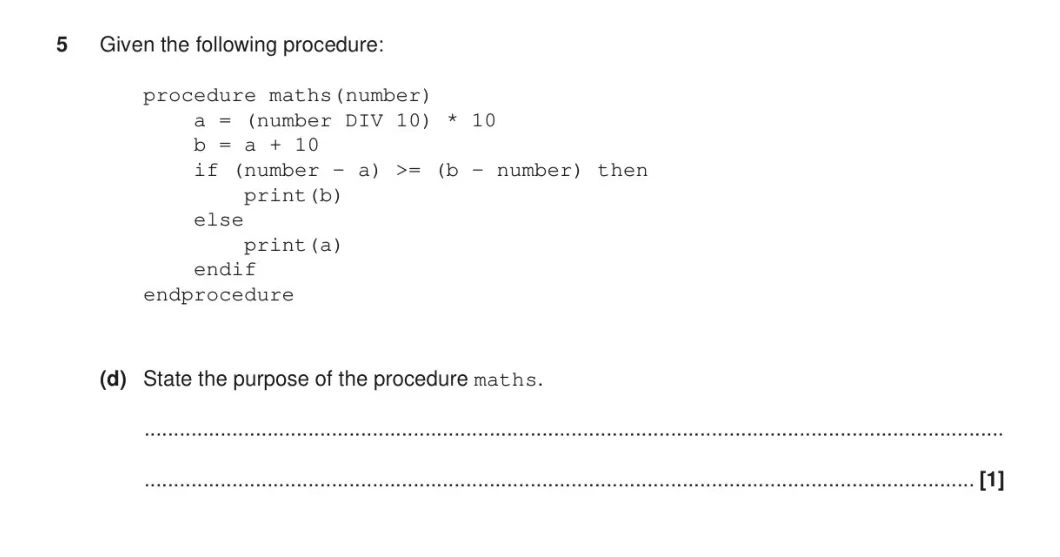 5 Given the following procedure:
procedure maths(number)
a = (number DIV 10) * 10
b = a + 10
if (number – a) >= (b – number) then
print(b)
else
print(a)
endif
endprocedure
(d) State the purpose of the procedure maths.
....................................................................................................
.................................................................................................... [1]